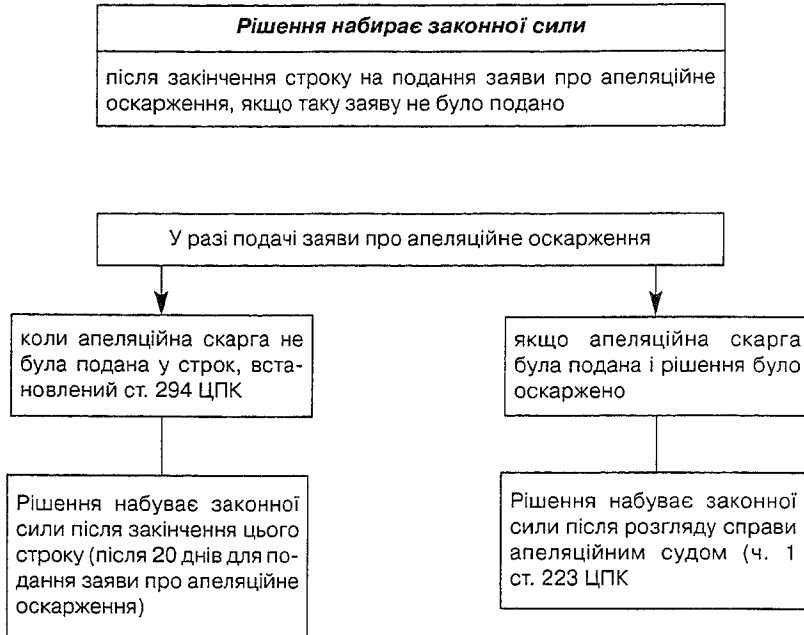 Рішення набирає законної сили
після закінчення строку на подання заяви про апеляційне
оскарження, якщо таку заяву не було подано
У разі подачі заяви про апеляційне оскарження
коли апеляційна скарга не
була подана у строк, вста-
новлений ст. 294 ЦПК
якщо апеляційна скарга
була подана і рішення було
оскаржено
Рішення набуває законної
сили після закінчення цього
строку (після 20 днів для по-
дання заяви про апеляційне
оскарження)
Рішення набуває законної
сили після розгляду справи
апеляційним судом (ч. 1
ст. 223 ЦПК